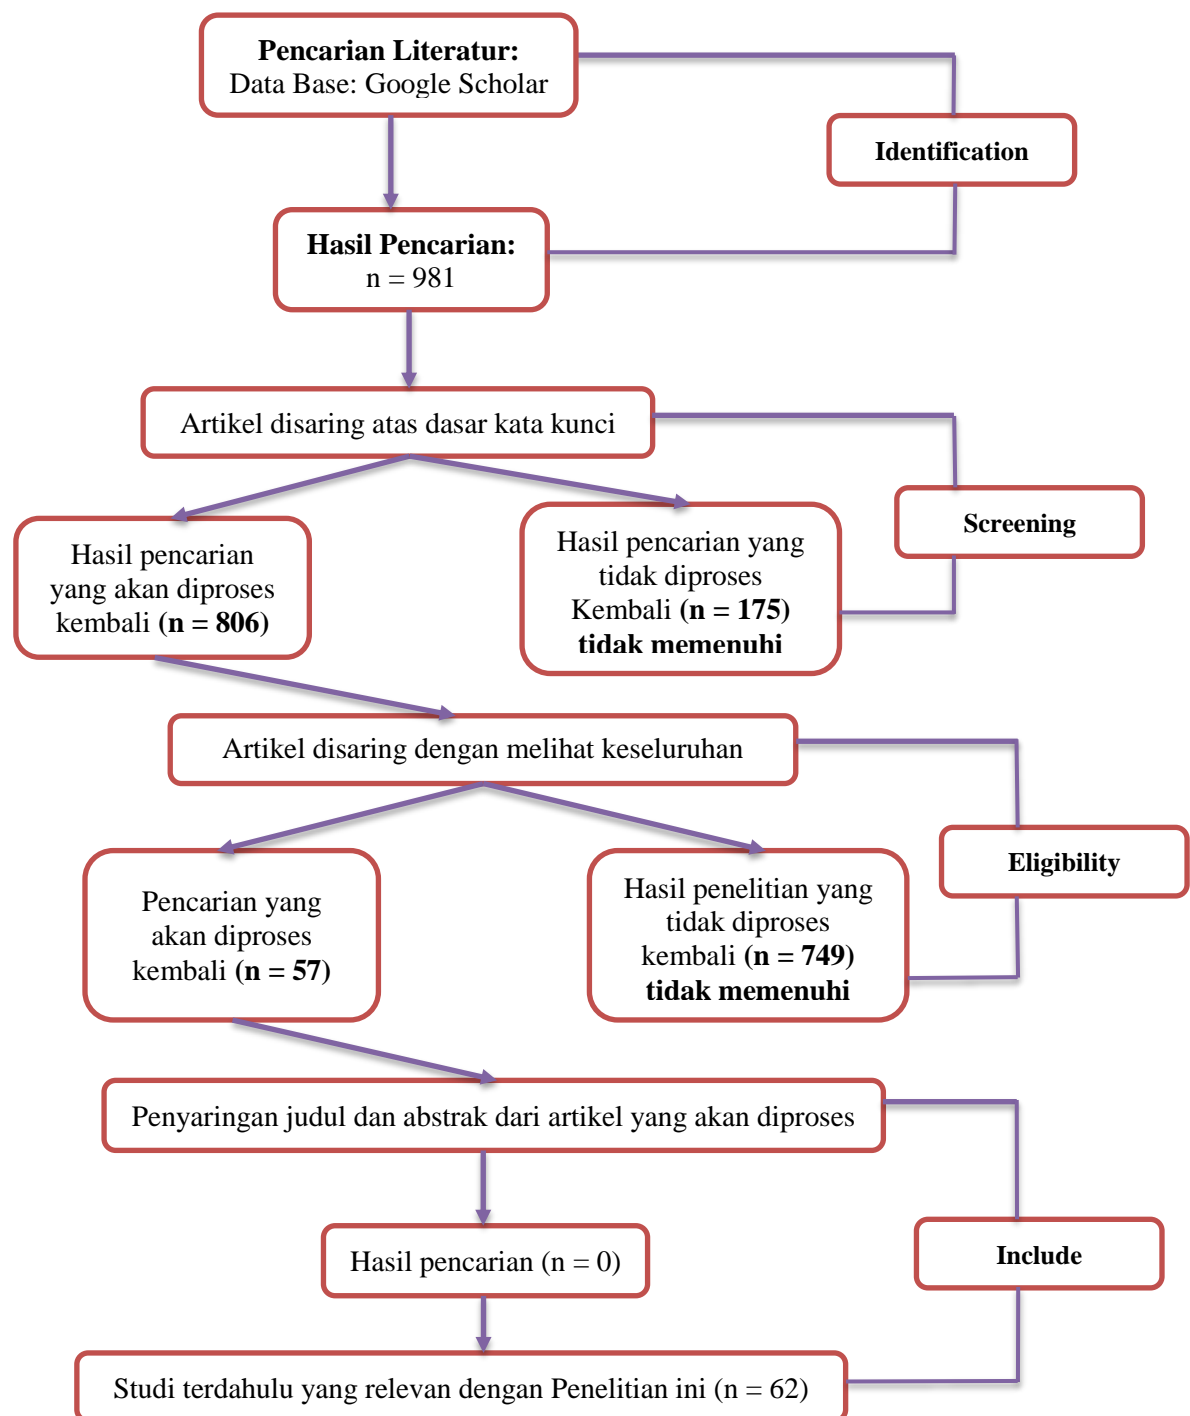 Pencarian Literatur:
Data Base: Google Scholar
Identification
Hasil Pencarian:
n = 981
Artikel disaring atas dasar kata kunci
Screening
Hasil pencarian
yang akan diproses
kembali (n = 806)
Hasil pencarian yang
tidak diproses
Kembali (n = 175)
tidak memenuhi
Artikel disaring dengan melihat keseluruhan
Eligibility
Pencarian yang
akan diproses
kembali (n = 57)
Hasil penelitian yang
tidak diproses
kembali (n = 749)
tidak memenuhi
Penyaringan judul dan abstrak dari artikel yang akan diproses
Include
Hasil pencarian (n = 0)
Studi terdahulu yang relevan dengan Penelitian ini (n = 62)